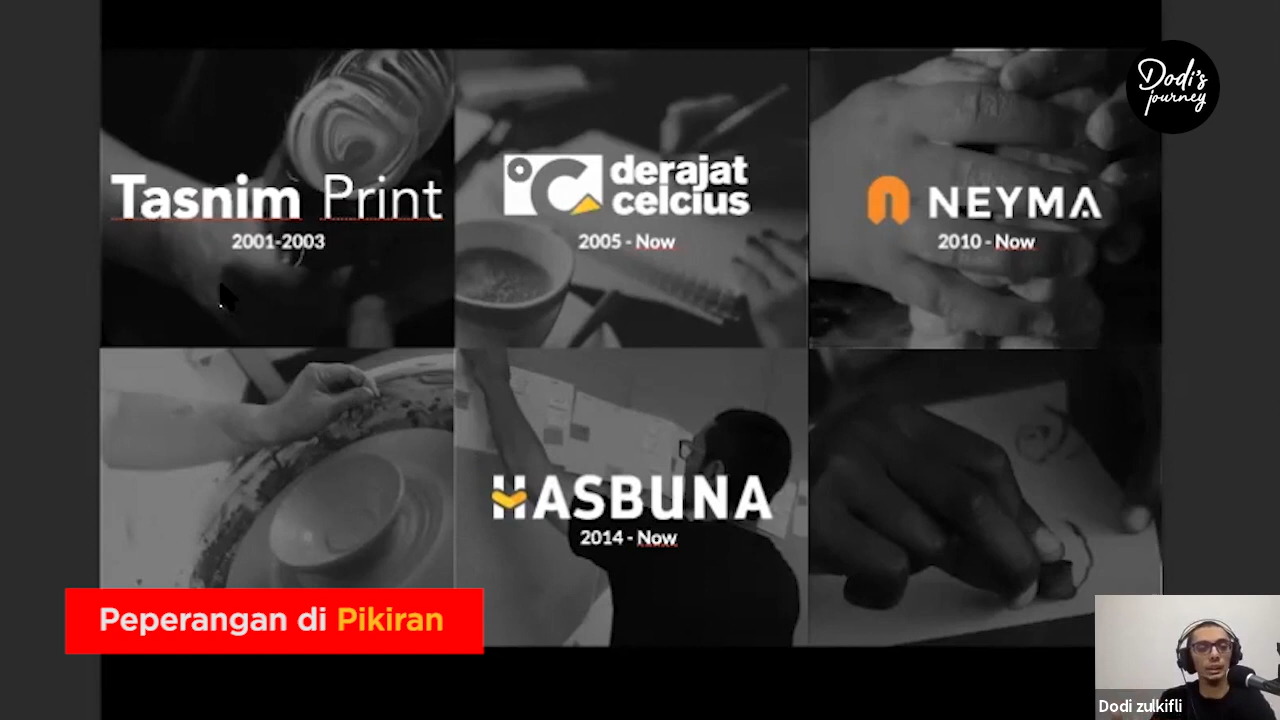 Dodi's
journey
Tasnim Print
2001-2003
°C derajat
celcius
2005 - Now
NEYMA
2010 - Now
HASBUNA
2014 - Now
Peperangan di Pikiran
Dodi zulkifli